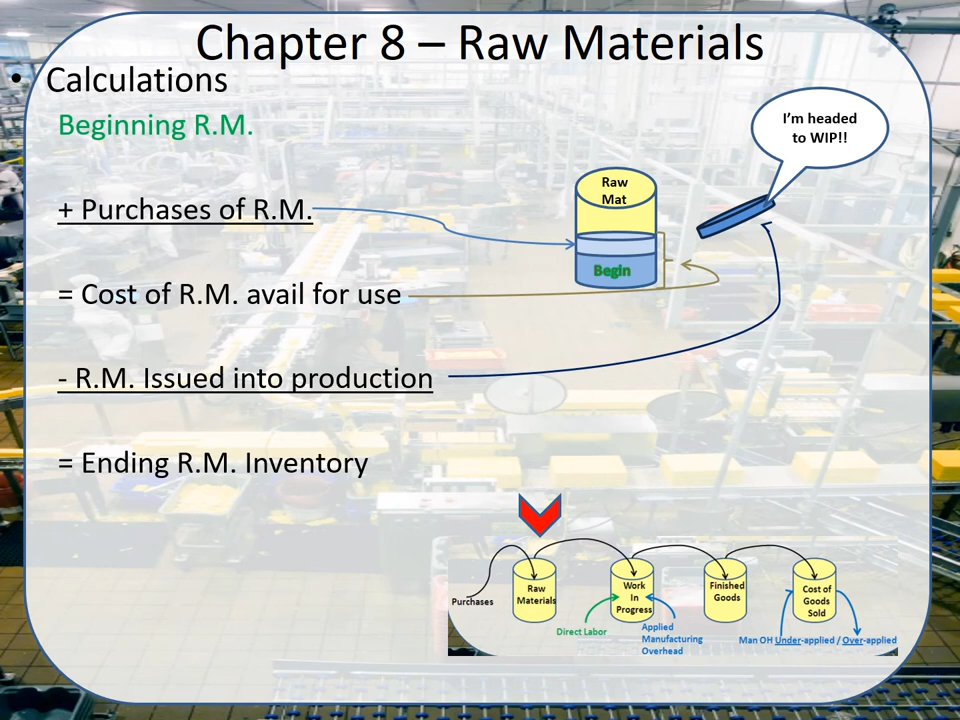 Chapter 8 – Raw Materials
• Calculations
Beginning R.M.
+ Purchases of R.M.
= Cost of R.M. avail for use
- R.M. Issued into production
= Ending R.M. Inventory
I'm headed
to WIP!!
Raw
Mat
Begin
Purchases
Raw
Materials
Work
In
Progress
Finished
Goods
Cost of
Goods
Sold
Direct Labor
Applied
Manufacturing
Overhead
Man OH Under-applied / Over-applied